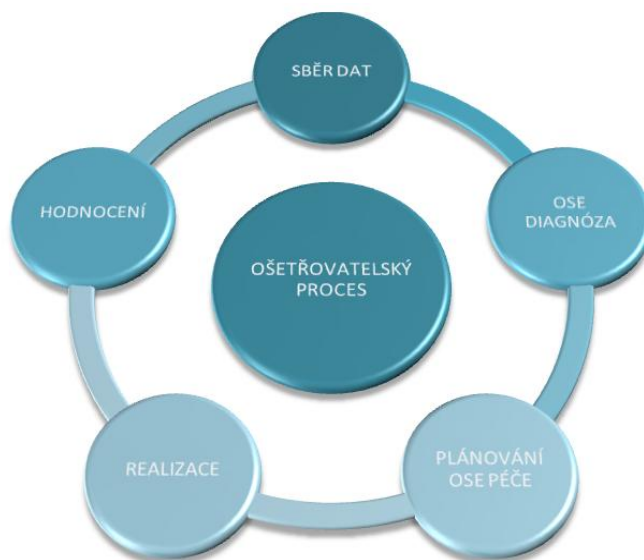 SBĚR DAT
OSE
DIAGNÓZA
PLÁNOVÁNÍ
OSE PÉČE
REALIZACE
HODNOCENÍ
OŠETŘOVATELSKÝ
PROCES